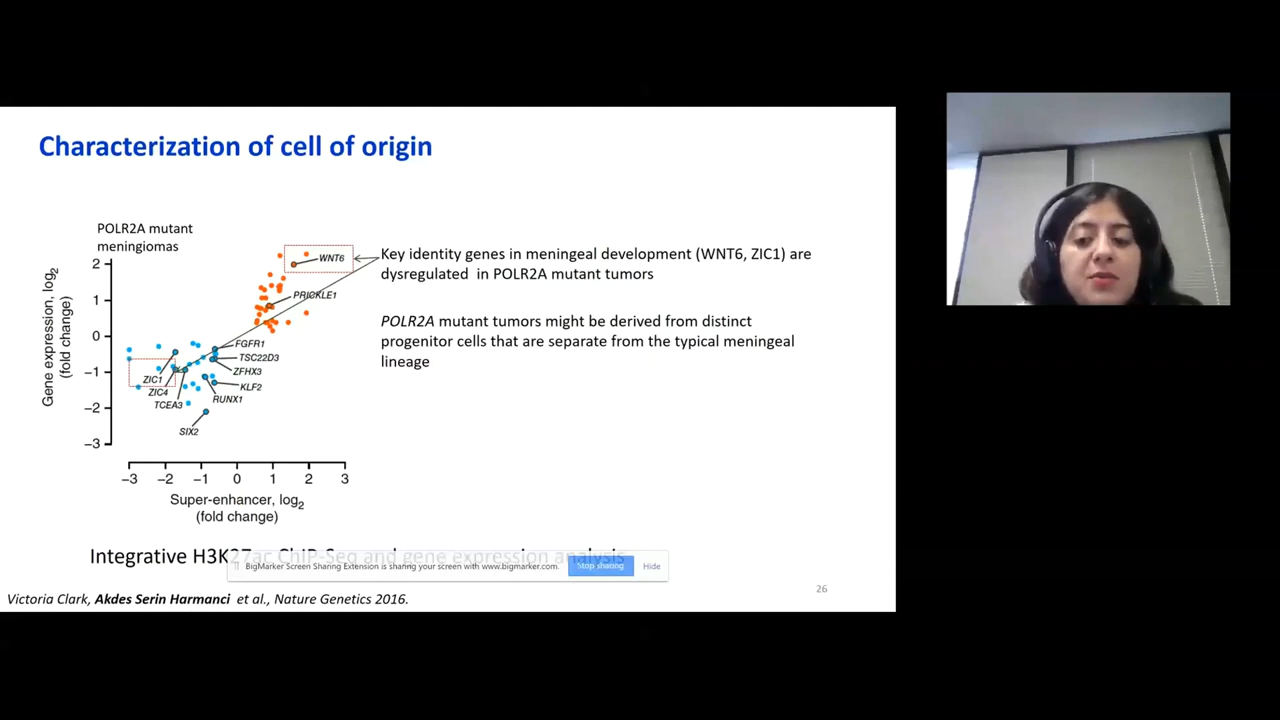 Characterization of cell of origin
POLR2A mutant
meningiomas
Gene expression, log2
(fold change)
2
1
0
−1
−2
−3
WNT6
PRICKLE1
FGFR1
TSC22D3
ZFHX3
KLF2
RUNX1
ZIC1
ZIC4
TCEA3
SIX2
−3 −2 −1 0 1 2 3
Super-enhancer, log2
(fold change)
Key identity genes in meningeal development (WNT6, ZIC1) are
dysregulated in POLR2A mutant tumors
POLR2A mutant tumors might be derived from distinct
progenitor cells that are separate from the typical meningeal
lineage
Integrative H3K27ac ChIP-Seq and gene expression analysis
BigMarker Screen Sharing Extension is sharing your screen with www.bigmarker.com.
Stop sharing
Hide
26
Victoria Clark, Akdes Serin Harmanci et al., Nature Genetics 2016.